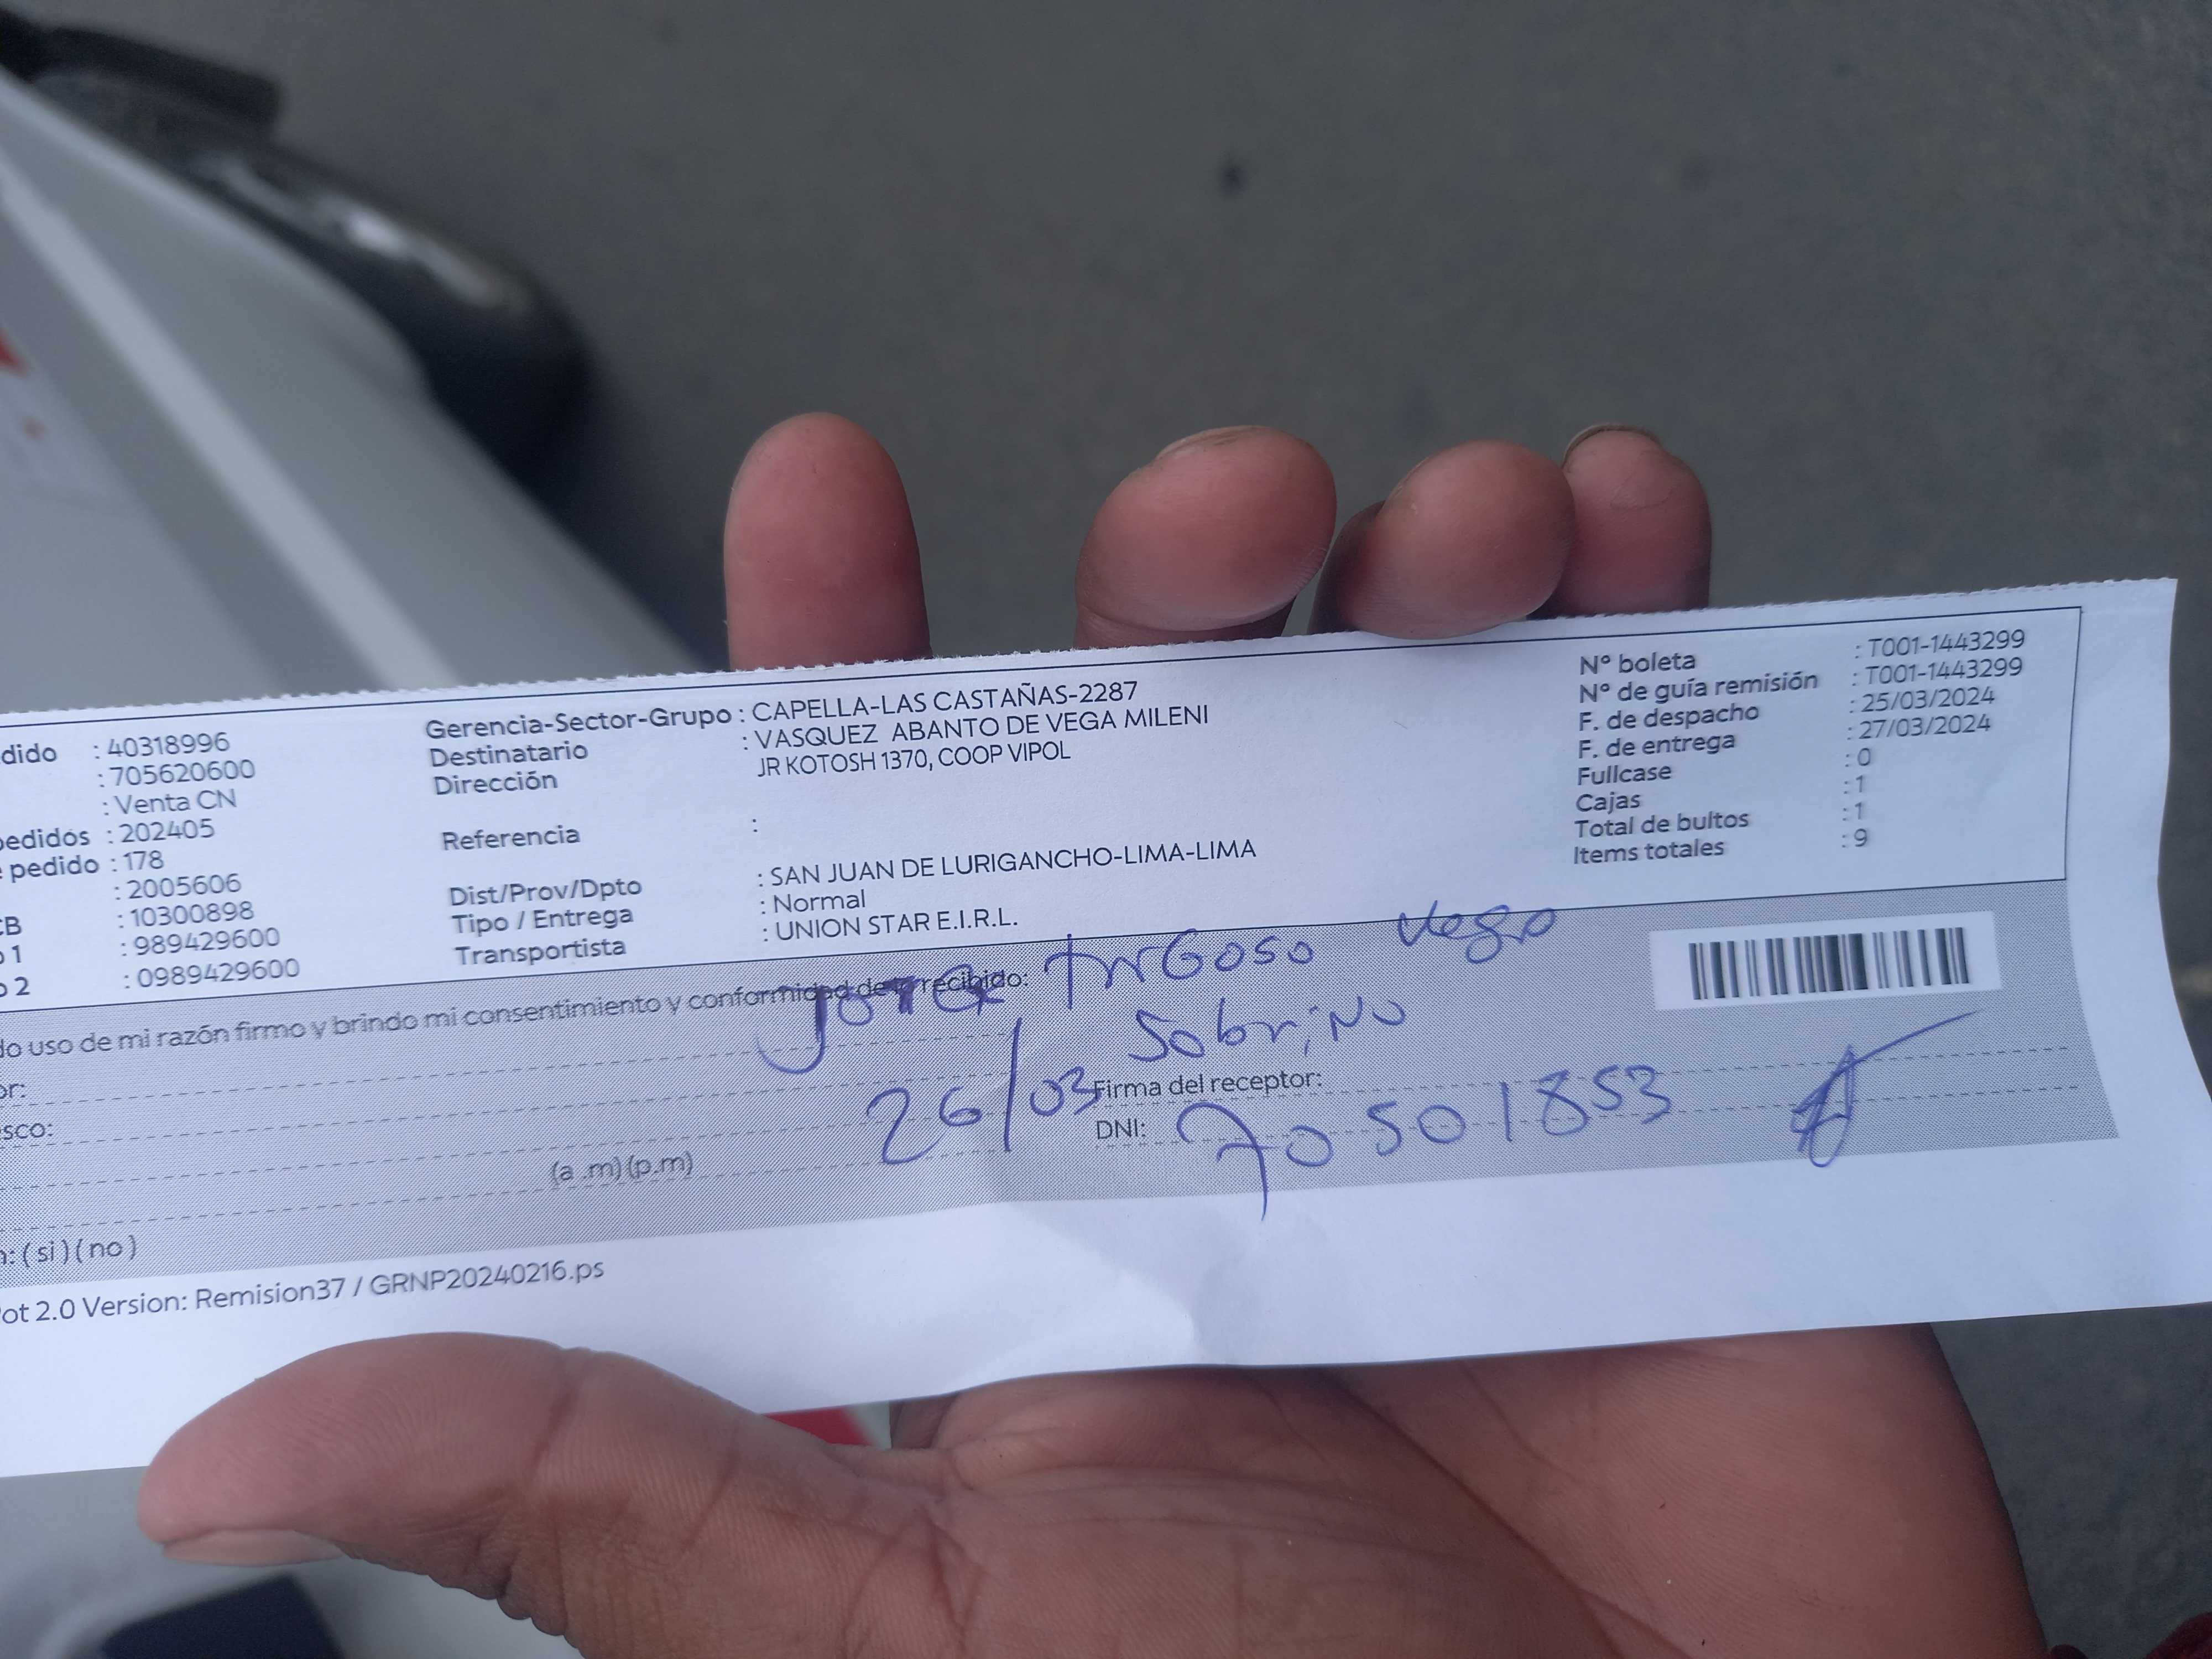 dido : 40318996
: 705620600
: Venta CN
pedidos : 202405
pedido : 178
: 2005606
CB : 10300898
o 1 : 989429600
o 2 : 0989429600
Gerencia-Sector-Grupo : CAPELLA-LAS CASTAÑAS-2287
Destinatario : VASQUEZ ABANTO DE VEGA MILENI
Dirección JR KOTOSH 1370, COOP VIPOL
Referencia :
Dist/Prov/Dpto : SAN JUAN DE LURIGANCHO-LIMA-LIMA
Tipo / Entrega : Normal
Transportista : UNION STAR E.I.R.L.
N° boleta : T001-1443299
N° de guía remisión : T001-1443299
F. de despacho : 25/03/2024
F. de entrega : 27/03/2024
Fullcase : 0
Cajas : 1
Total de bultos : 1
Items totales : 9
do uso de mi razón firmo y brindo mi consentimiento y conformidad de lo recibido:
Vega
Sobrino
or:
26/03
Firma del receptor:
sco:
DNI: 70501853
(a .m) (p.m)
n: ( si ) ( no )
ot 2.0 Version: Remision37 / GRNP20240216.ps